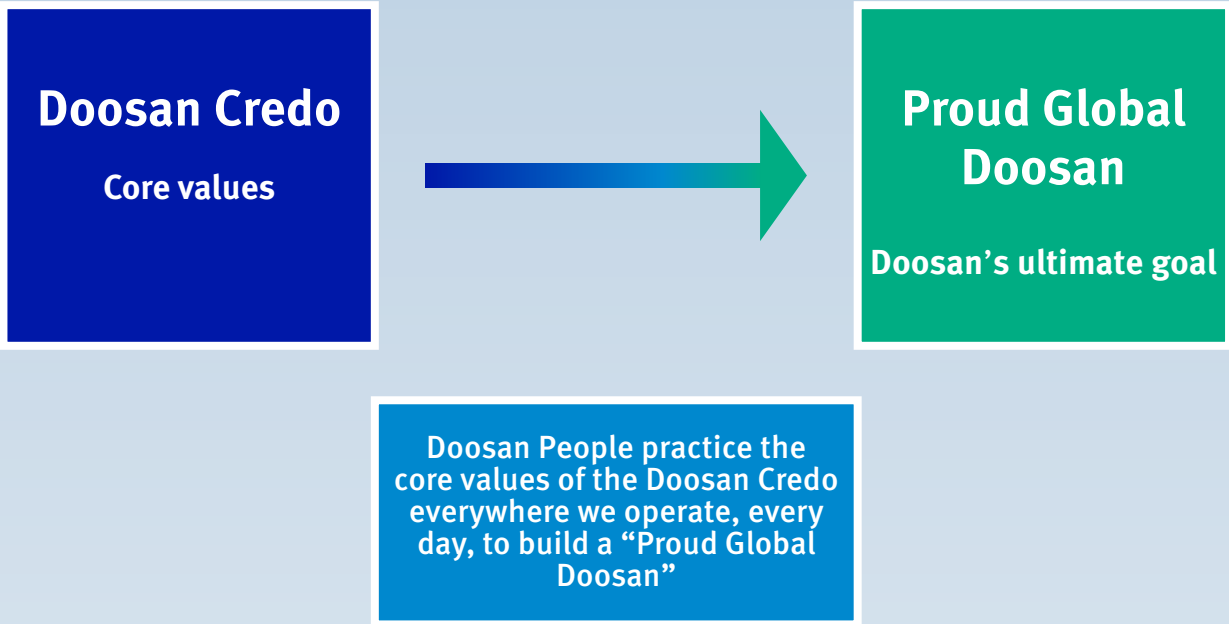 Doosan Credo
Core values
Proud Global
Doosan
Doosan’s ultimate goal
Doosan People practice the
core values of the Doosan Credo
everywhere we operate, every
day, to build a “Proud Global
Doosan”